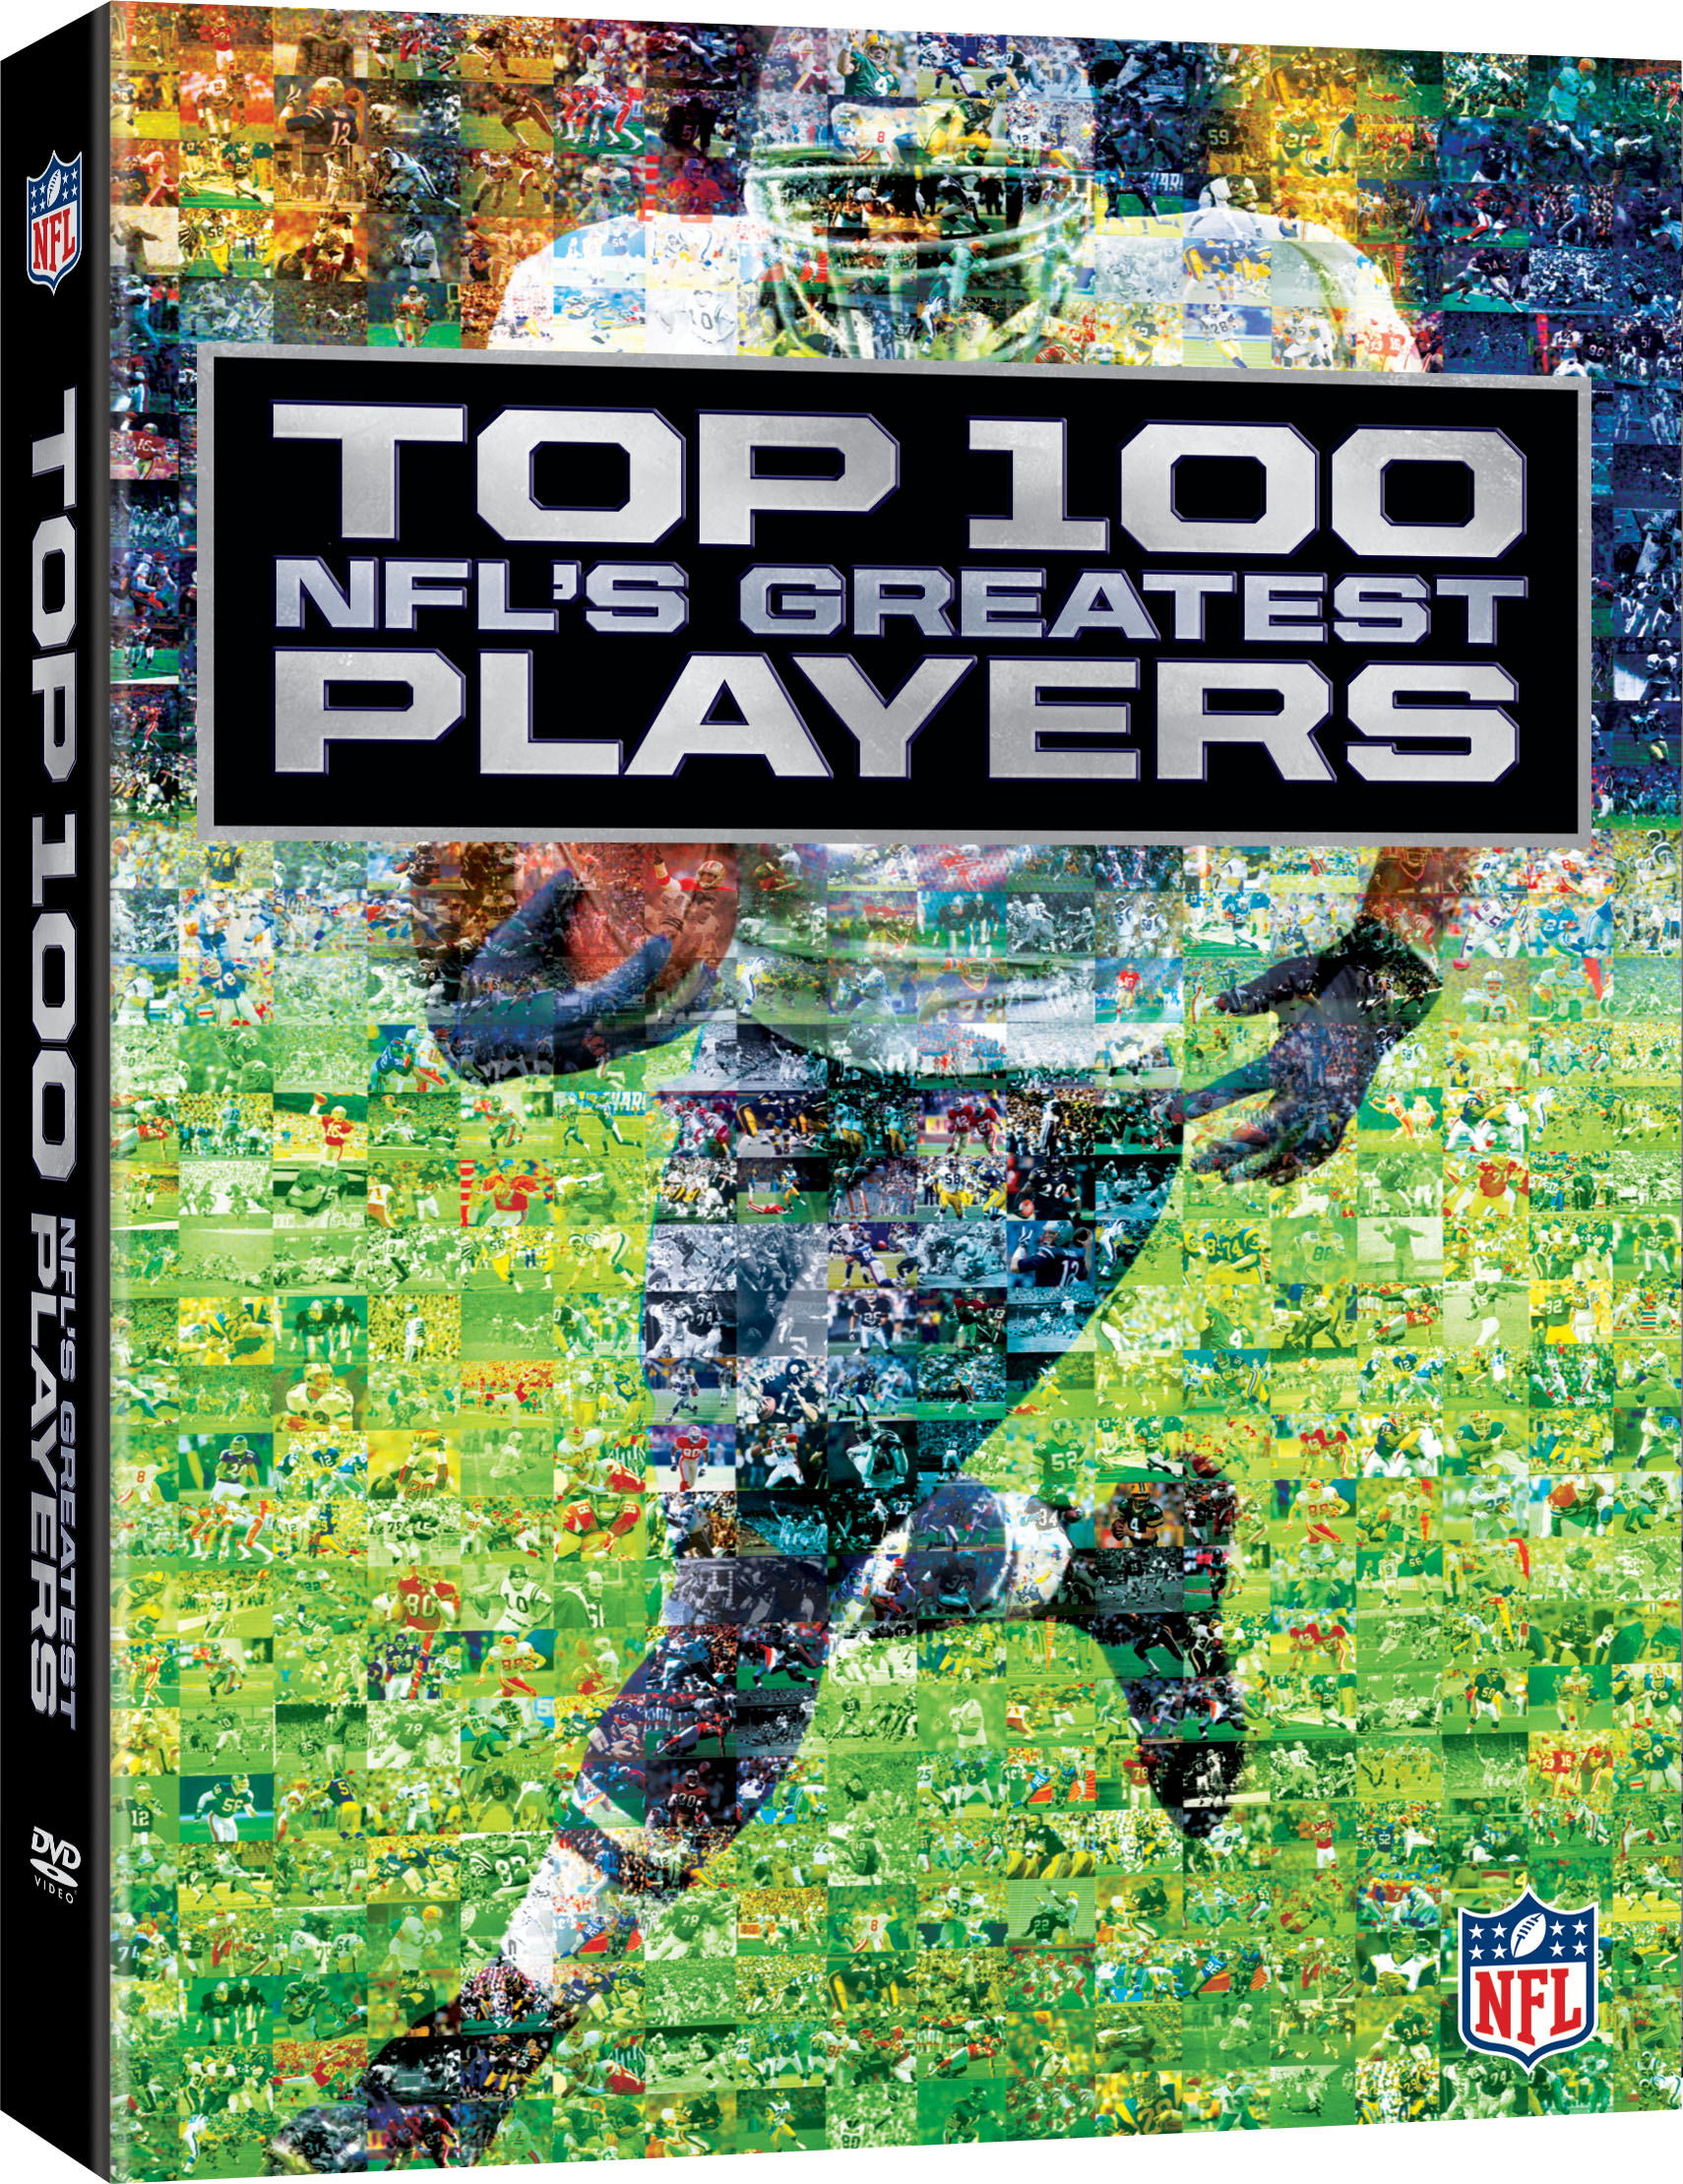 NFL
TOP 100 NFL'S GREATEST PLAYERS
DVD
VIDEO
TOP 100
NFL'S GREATEST
PLAYERS
NFL